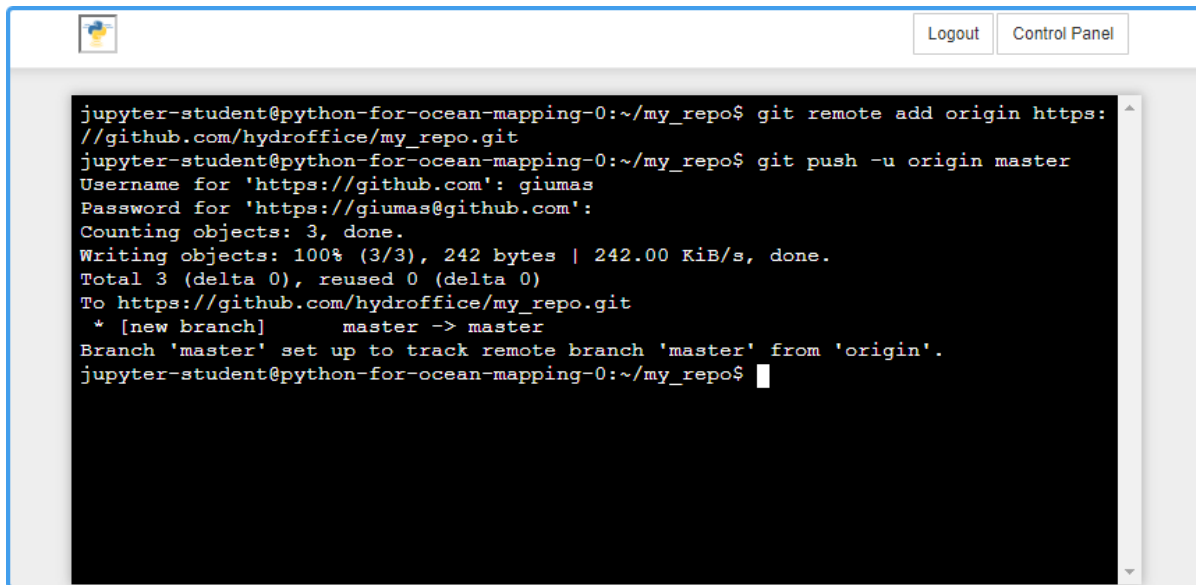 Logout Control Panel
jupyter-student@python-for-ocean-mapping-0:~/my_repo$ git remote add origin https:
//github.com/hydroffice/my_repo.git
jupyter-student@python-for-ocean-mapping-0:~/my_repo$ git push -u origin master
Username for 'https://github.com': giumas
Password for 'https://giumas@github.com':
Counting objects: 3, done.
Writing objects: 100% (3/3), 242 bytes | 242.00 KiB/s, done.
Total 3 (delta 0), reused 0 (delta 0)
To https://github.com/hydroffice/my_repo.git
 * [new branch]      master -> master
Branch 'master' set up to track remote branch 'master' from 'origin'.
jupyter-student@python-for-ocean-mapping-0:~/my_repo$